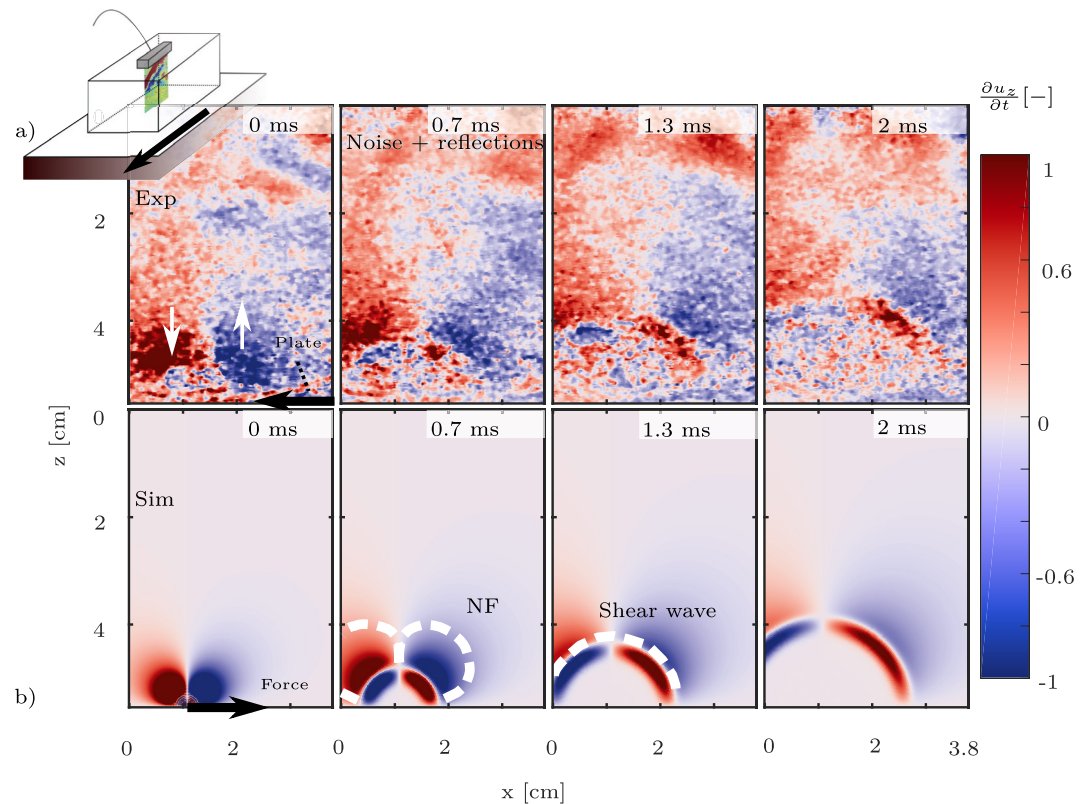 ∂u_z/∂t [-]
a)
0 ms
0.7 ms
1.3 ms
2 ms
Noise + reflections
Exp
Plate
2
4
1
0.6
0
-0.6
-1
z [cm]
b)
0 ms
0.7 ms
1.3 ms
2 ms
Sim
NF
Shear wave
Force
0
2
4
0
2
0
2
0
2
0
2
3.8
x [cm]